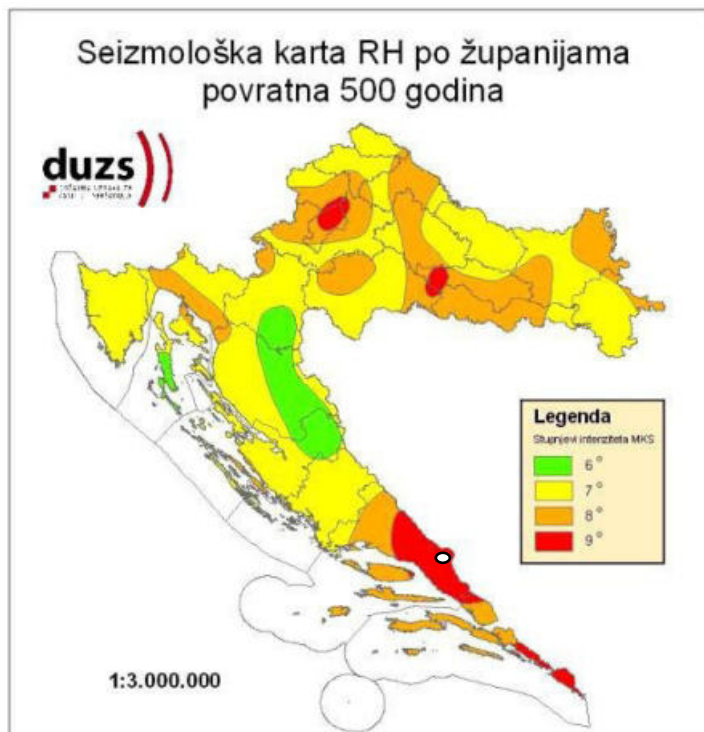 Seizmološka karta RH po županijama
povratna 500 godina
duzs
Legenda
Stupnjevi intenziteta MKS
6 °
7 °
8 °
9 °
1:3.000.000